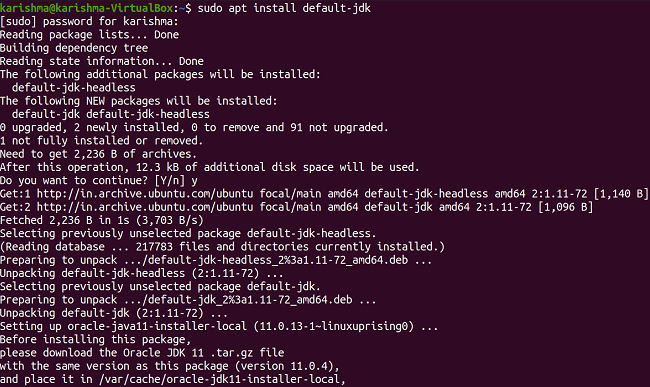 karishma@karishma-VirtualBox:~$ sudo apt install default-jdk
[sudo] password for karishma:
Reading package lists... Done
Building dependency tree
Reading state information... Done
The following additional packages will be installed:
  default-jdk-headless
The following NEW packages will be installed:
  default-jdk default-jdk-headless
0 upgraded, 2 newly installed, 0 to remove and 91 not upgraded.
1 not fully installed or removed.
Need to get 2,236 B of archives.
After this operation, 12.3 kB of additional disk space will be used.
Do you want to continue? [Y/n] y
Get:1 http://in.archive.ubuntu.com/ubuntu focal/main amd64 default-jdk-headless amd64 2:1.11-72 [1,140 B]
Get:2 http://in.archive.ubuntu.com/ubuntu focal/main amd64 default-jdk amd64 2:1.11-72 [1,096 B]
Fetched 2,236 B in 1s (3,703 B/s)
Selecting previously unselected package default-jdk-headless.
(Reading database ... 217783 files and directories currently installed.)
Preparing to unpack .../default-jdk-headless_2%3a1.11-72_amd64.deb ...
Unpacking default-jdk-headless (2:1.11-72) ...
Selecting previously unselected package default-jdk.
Preparing to unpack .../default-jdk_2%3a1.11-72_amd64.deb ...
Unpacking default-jdk (2:1.11-72) ...
Setting up oracle-java11-installer-local (11.0.13-1~linuxuprising0) ...
Before installing this package,
please download the Oracle JDK 11 .tar.gz file
with the same version as this package (version 11.0.4),
and place it in /var/cache/oracle-jdk11-installer-local,